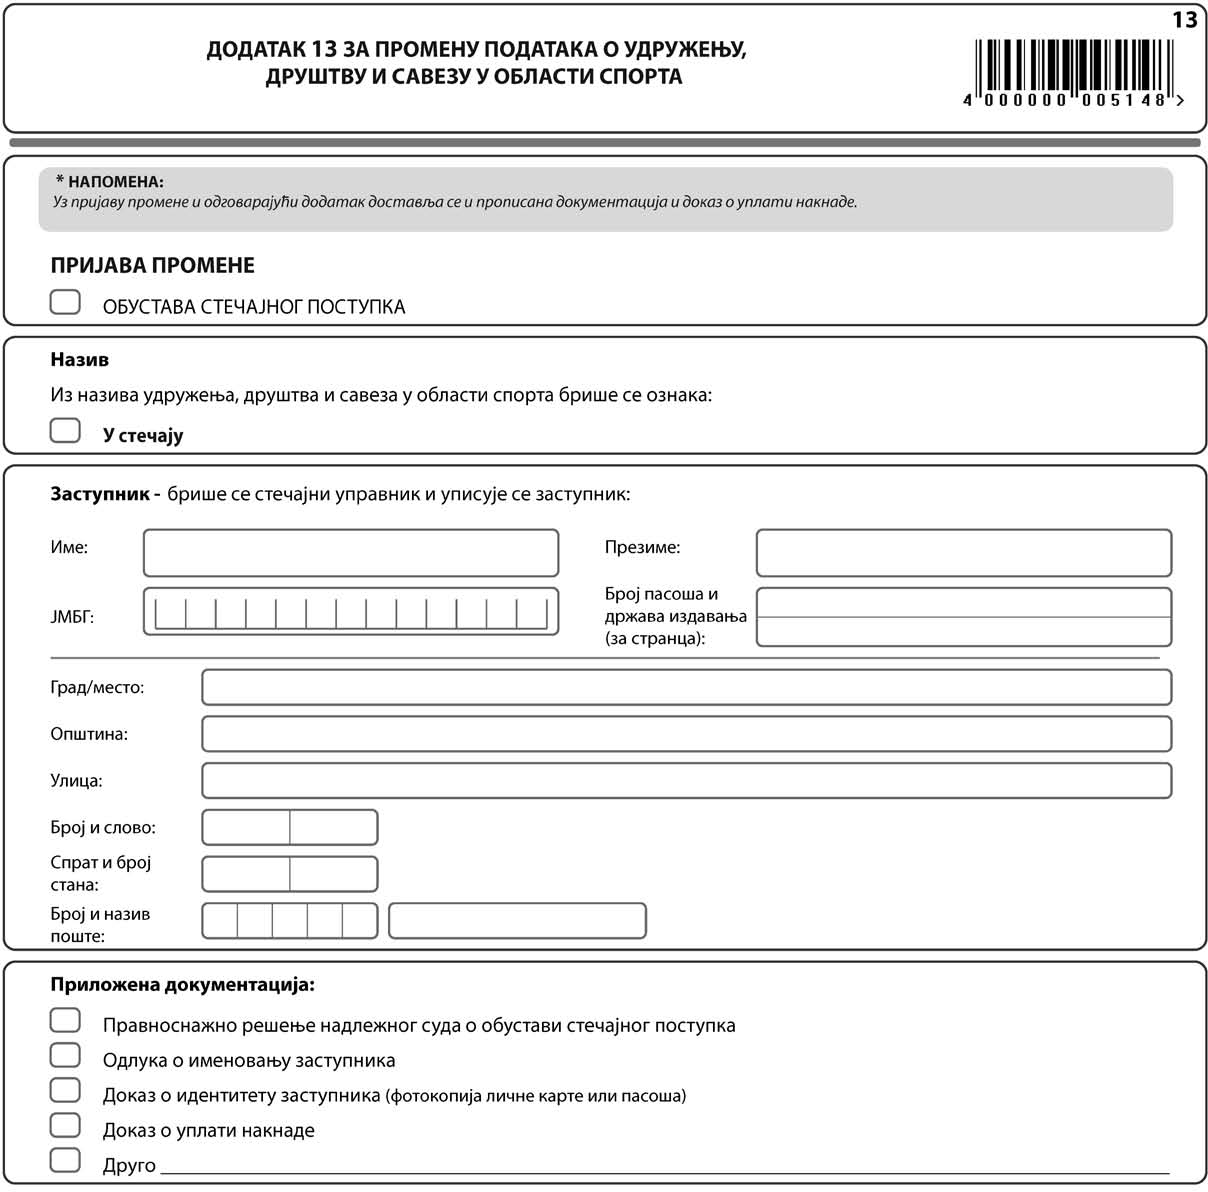 13
ДОДАТАК 13 ЗА ПРОМЕНУ ПОДАТАКА О УДРУЖЕЊУ,
ДРУШТВУ И САВЕЗУ У ОБЛАСТИ СПОРТА
4 000000 005148 >
* НАПОМЕНА:
Уз пријаву промене и одговарајући додатак доставља се и прописана документација и доказ о уплати накнаде.
ПРИЈАВА ПРОМЕНЕ
ОБУСТАВА СТЕЧАЈНОГ ПОСТУПКА
Назив
Из назива удружења, друштва и савеза у области спорта брише се ознака:
У стечају
Заступник - брише се стечајни управник и уписује се заступник:
Име:
Презиме:
ЈМБГ:
Број пасоша и
држава издавања
(за странца):
Град/место:
Општина:
Улица:
Број и слово:
Спрат и број
стана:
Број и назив
поште:
Приложена документација:
Правноснажно решење надлежног суда о обустави стечајног поступка
Одлука о именовању заступника
Доказ о идентитету заступника (фотокопија личне карте или пасоша)
Доказ о уплати накнаде
Друго